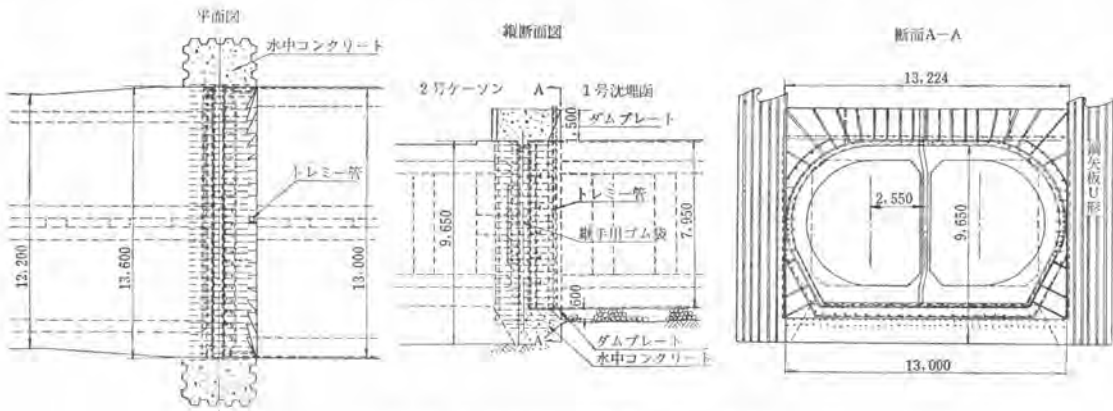 平面図
水中コンクリート
トレミー管
12,200
13,600
13,000
縦断面図
2号ケーソン
A
1号沈埋函
1,500
ダムプレート
トレミー管
継手用ゴム袋
9,650
7,950
600
A
ダムプレート
水中コンクリート
断面A-A
13,224
鋼矢板U形
2,550
9,650
13,000